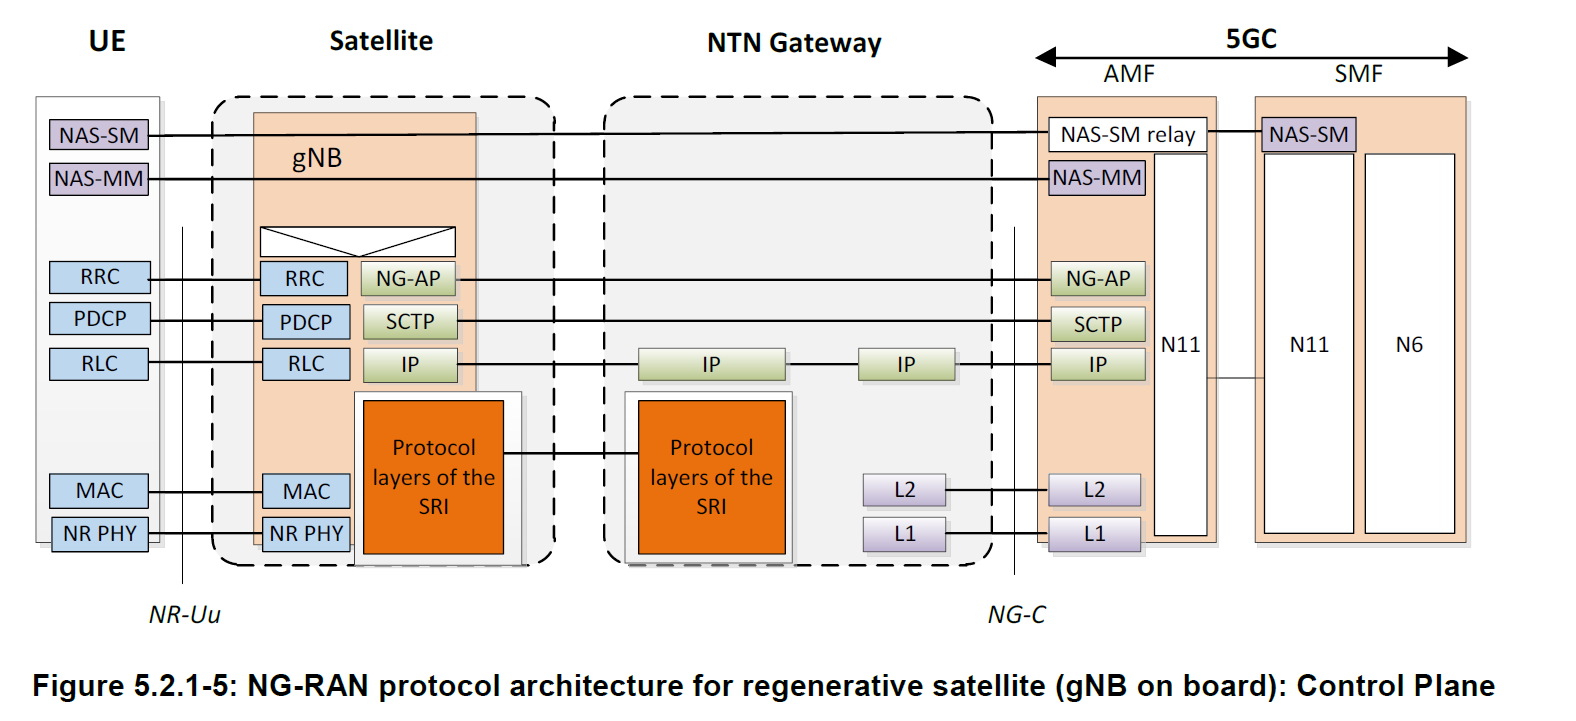 UE
Satellite
NTN Gateway
5GC
AMF
SMF
NAS-SM
NAS-SM relay
NAS-SM
gNB
NAS-MM
NAS-MM
RRC
RRC
NG-AP
NG-AP
PDCP
PDCP
SCTP
SCTP
N11
N11
N6
RLC
RLC
IP
IP
IP
IP
Protocol
layers of the
SRI
Protocol
layers of the
SRI
MAC
MAC
L2
L2
NR PHY
NR PHY
L1
L1
NR-Uu
NG-C
Figure 5.2.1-5: NG-RAN protocol architecture for regenerative satellite (gNB on board): Control Plane